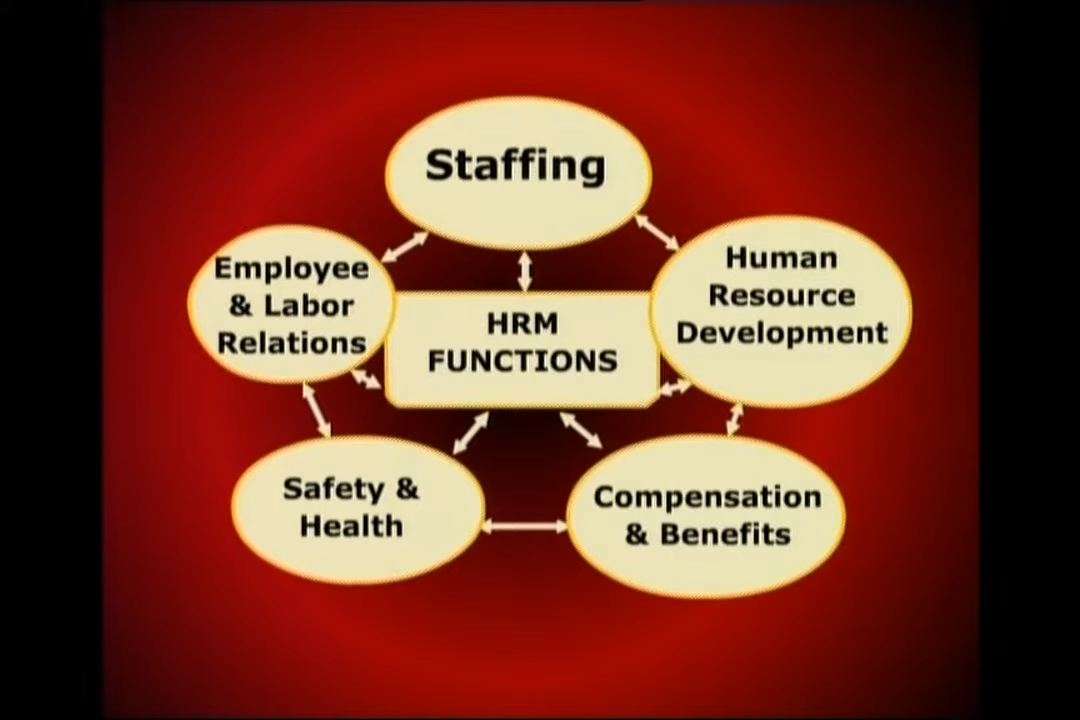 Staffing
Employee
& Labor
Relations
HRM
FUNCTIONS
Human
Resource
Development
Safety &
Health
Compensation
& Benefits